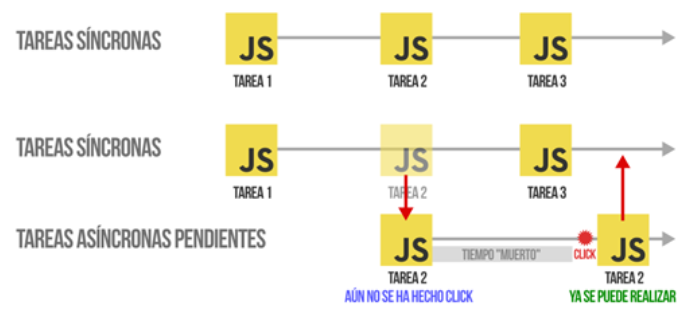 TAREAS SÍNCRONAS
JS JS JS
TAREA 1 TAREA 2 TAREA 3
TAREAS SÍNCRONAS
JS JS JS
TAREA 1 TAREA 2 TAREA 3
TAREAS ASÍNCRONAS PENDIENTES
JS JS
TIEMPO "MUERTO" CLICK
TAREA 2 TAREA 2
AÚN NO SE HA HECHO CLICK YA SE PUEDE REALIZAR